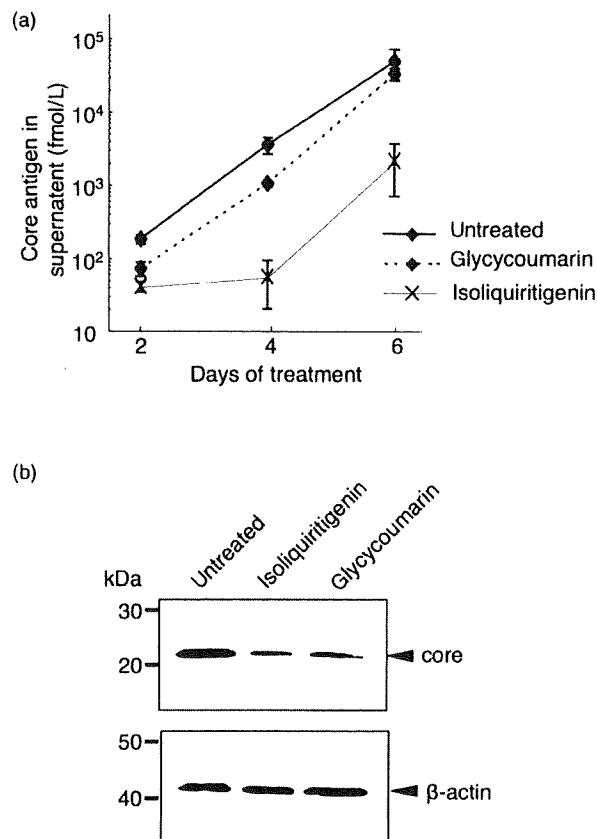 (a)
10⁵
10⁴
10³
10²
10
Core antigen in
supernatent (fmol/L)
2 4 6
Days of treatment
Untreated
Glycycoumarin
Isoliquiritigenin
(b)
Untreated
Isoliquiritigenin
Glycycoumarin
kDa
30
20
core
50
40
β-actin